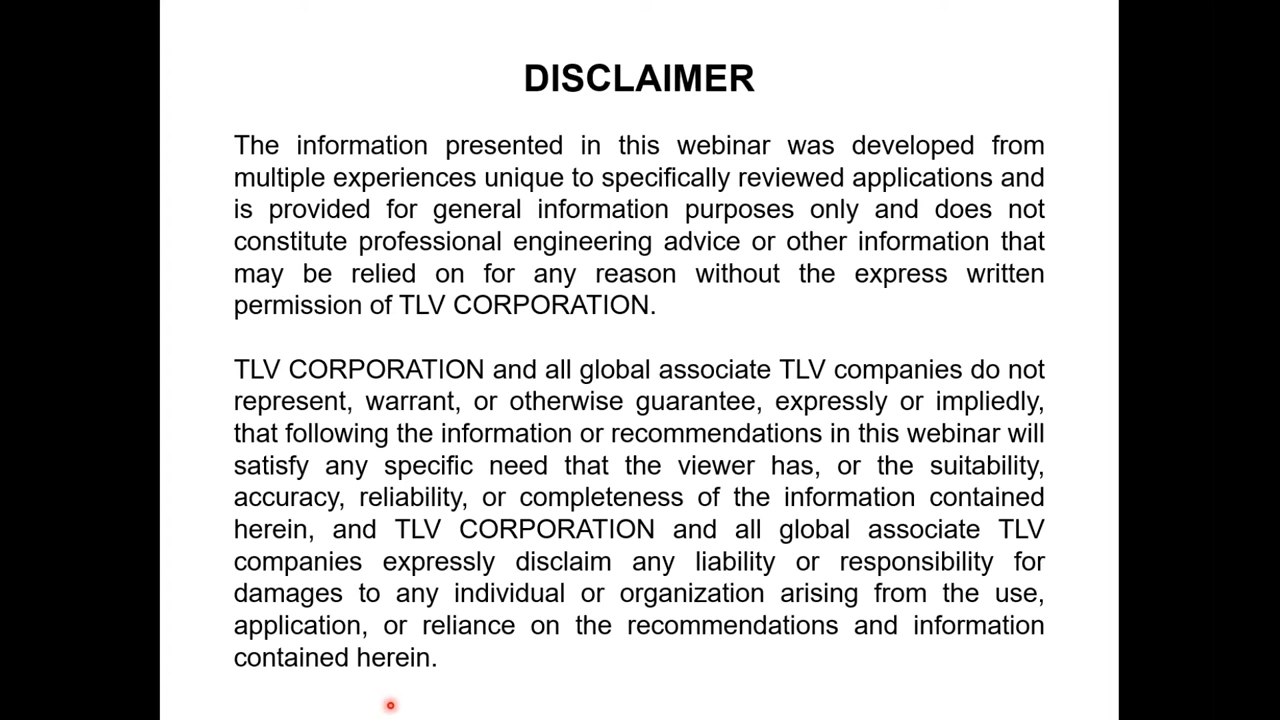 DISCLAIMER
The information presented in this webinar was developed from
multiple experiences unique to specifically reviewed applications and
is provided for general information purposes only and does not
constitute professional engineering advice or other information that
may be relied on for any reason without the express written
permission of TLV CORPORATION.
TLV CORPORATION and all global associate TLV companies do not
represent, warrant, or otherwise guarantee, expressly or impliedly,
that following the information or recommendations in this webinar will
satisfy any specific need that the viewer has, or the suitability,
accuracy, reliability, or completeness of the information contained
herein, and TLV CORPORATION and all global associate TLV
companies expressly disclaim any liability or responsibility for
damages to any individual or organization arising from the use,
application, or reliance on the recommendations and information
contained herein.